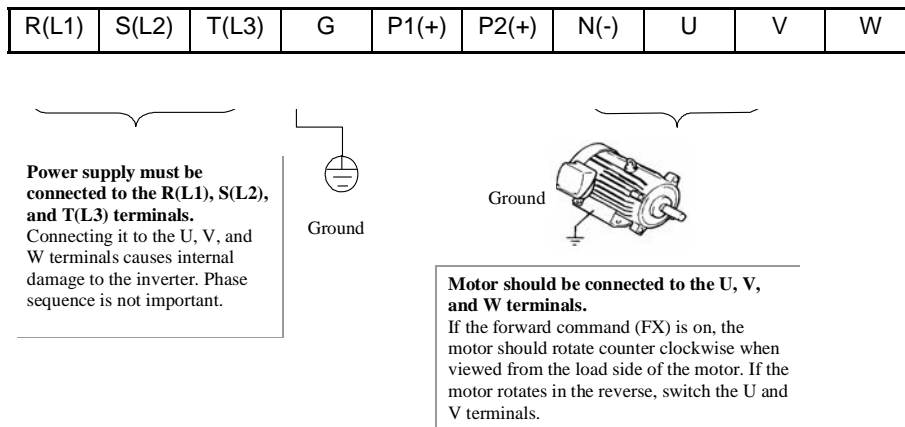 R(L1) S(L2) T(L3) G P1(+) P2(+) N(-) U V W
Power supply must be
connected to the R(L1), S(L2),
and T(L3) terminals.
Connecting it to the U, V, and
W terminals causes internal
damage to the inverter. Phase
sequence is not important.
Ground
Ground
Motor should be connected to the U, V,
and W terminals.
If the forward command (FX) is on, the
motor should rotate counter clockwise when
viewed from the load side of the motor. If the
motor rotates in the reverse, switch the U and
V terminals.